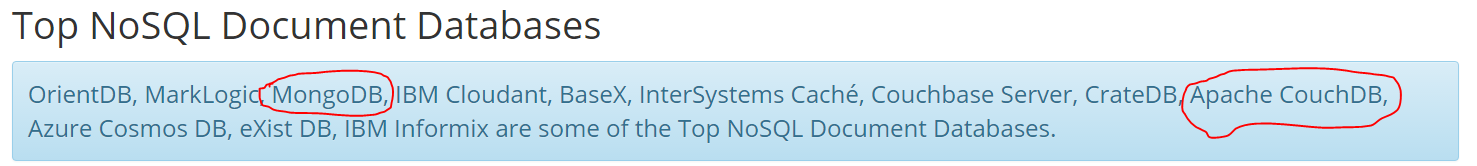 Top NoSQL Document Databases
OrientDB, MarkLogic, MongoDB, IBM Cloudant, BaseX, InterSystems Caché, Couchbase Server, CrateDB, Apache CouchDB,
Azure Cosmos DB, eXist DB, IBM Informix are some of the Top NoSQL Document Databases.